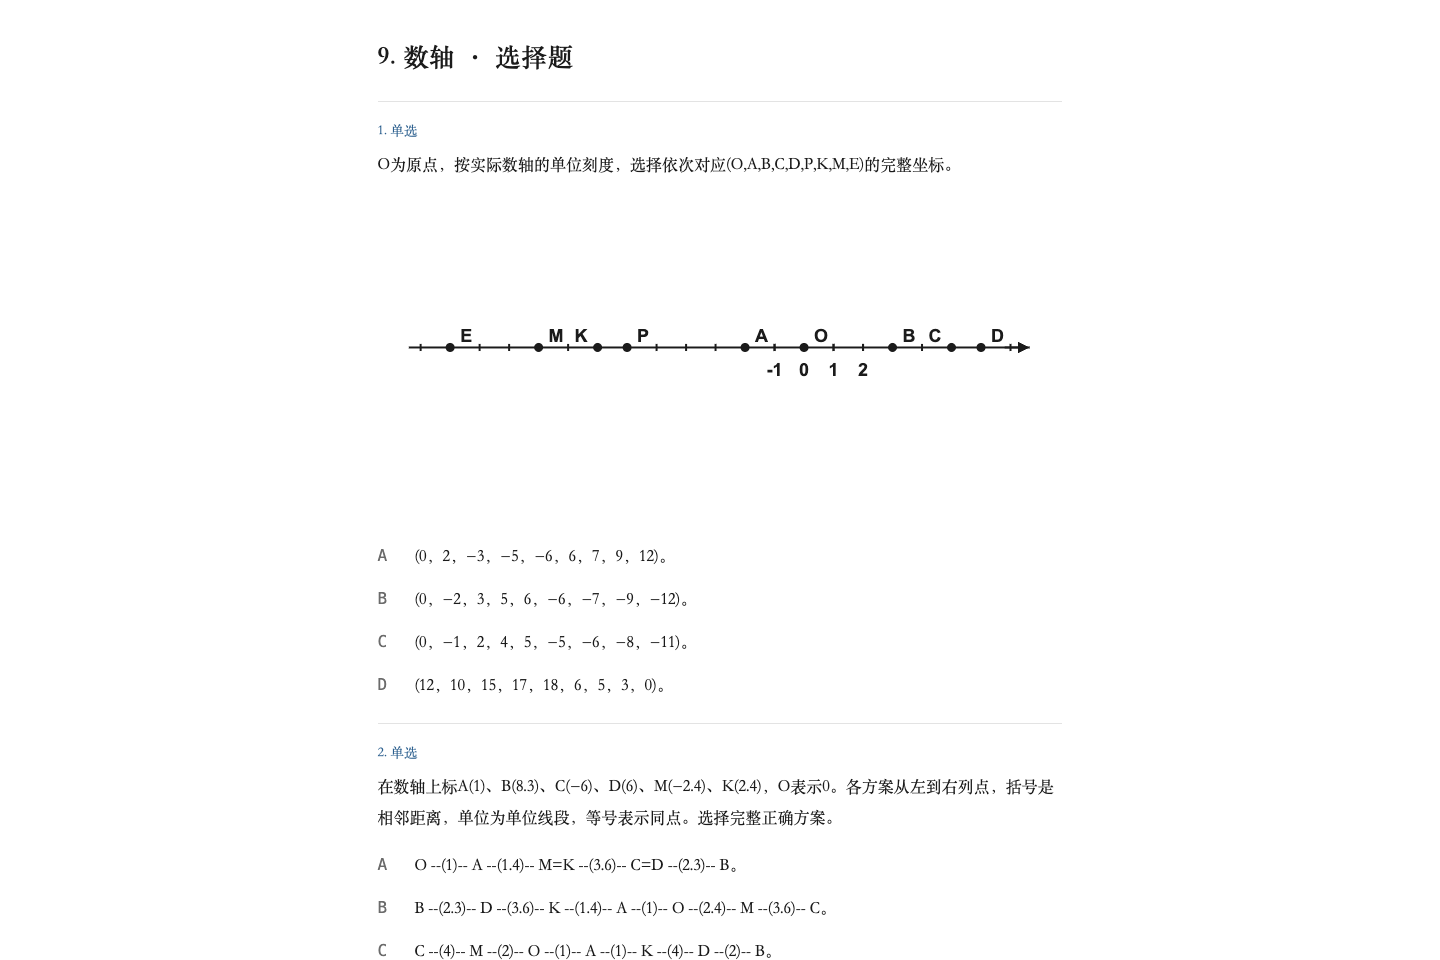 9. 数轴 · 选择题
1. 单选
O为原点，按实际数轴的单位刻度，选择依次对应(O,A,B,C,D,P,K,M,E)的完整坐标。
E M K P A O B C D
-1 0 1 2
A (0，2，−3，−5，−6，6，7，9，12)。
B (0，−2，3，5，6，−6，−7，−9，−12)。
C (0，−1，2，4，5，−5，−6，−8，−11)。
D (12，10，15，17，18，6，5，3，0)。
2. 单选
在数轴上标A(1)、B(8.3)、C(−6)、D(6)、M(−2.4)、K(2.4)，O表示0。各方案从左到右列点，括号是
相邻距离，单位为单位线段，等号表示同点。选择完整正确方案。
A O --(1)-- A --(1.4)-- M=K --(3.6)-- C=D --(2.3)-- B。
B B --(2.3)-- D --(3.6)-- K --(1.4)-- A --(1)-- O --(2.4)-- M --(3.6)-- C。
C C --(4)-- M --(2)-- O --(1)-- A --(1)-- K --(4)-- D --(2)-- B。